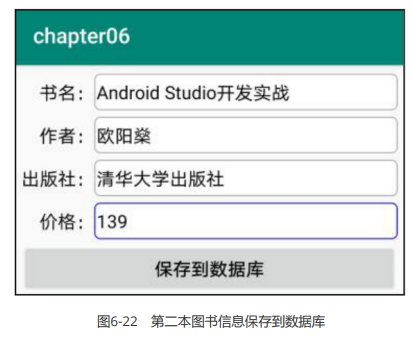 chapter06
书名： Android Studio开发实战
作者： 欧阳燊
出版社： 清华大学出版社
价格： 139
保存到数据库
图6-22 第二本图书信息保存到数据库